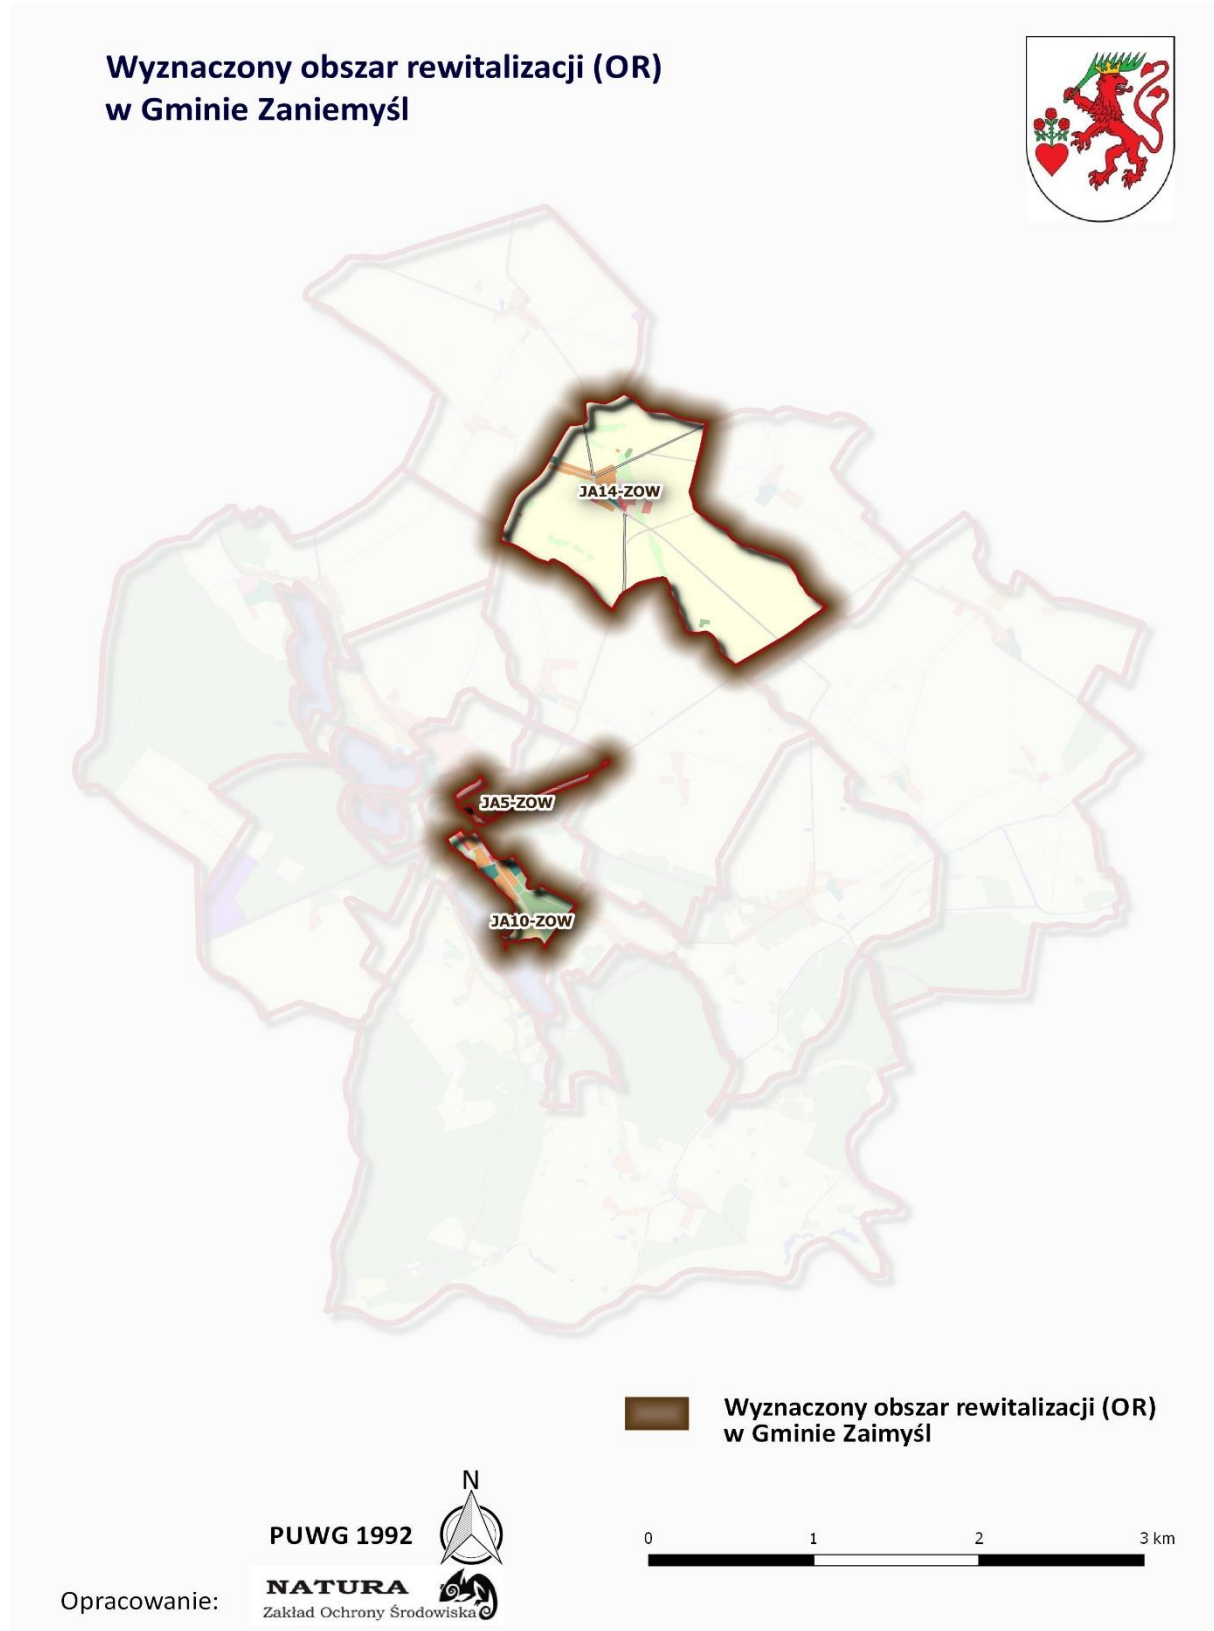 Wyznaczony obszar rewitalizacji (OR)
w Gminie Zaniemyśl
JA14-ZOW
JA5-ZOW
JA10-ZOW
Wyznaczony obszar rewitalizacji (OR)
w Gminie Zaimyśl
N
PUWG 1992
0 1 2 3 km
Opracowanie:
NATURA
Zakład Ochrony Środowiska